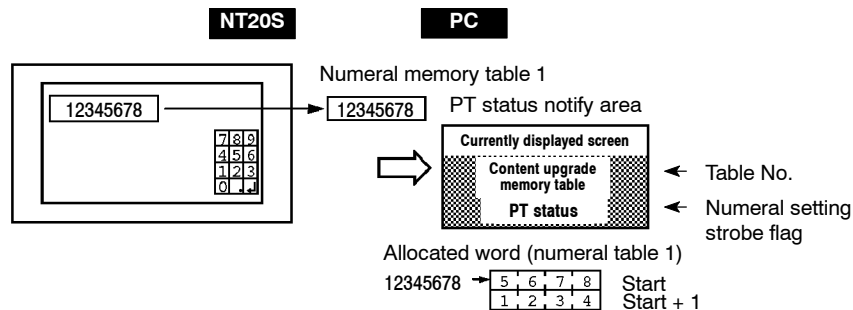 NT20S
PC
Numeral memory table 1
12345678
12345678
PT status notify area
7 8 9
4 5 6
1 2 3
0 . ↲
Currently displayed screen
Content upgrade
memory table
Table No.
PT status
Numeral setting
strobe flag
Allocated word (numeral table 1)
12345678
5 6 7 8
Start
1 2 3 4
Start + 1